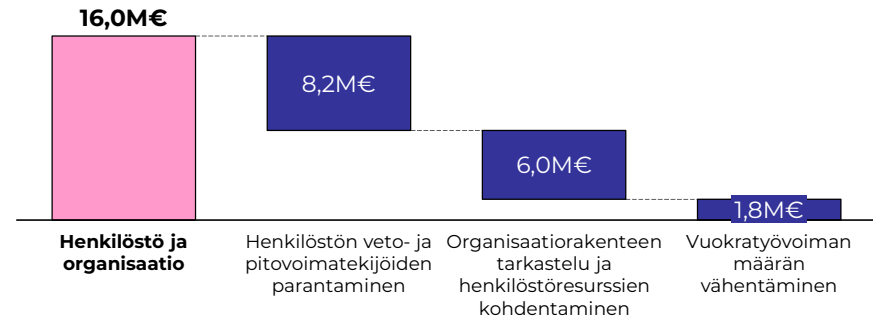 16,0M€
8,2M€
6,0M€
1,8M€
Henkilöstö ja
organisaatio
Henkilöstön veto- ja
pitovoimatekijöiden
parantaminen
Organisaatiorakenteen
tarkastelu ja
henkilöstöresurssien
kohdentaminen
Vuokratyövoiman
määrän
vähentäminen